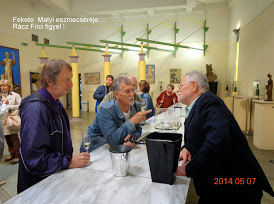 Fekete Matyi eszmecseréje..
Rácz Frici figyel !.
2014 05 07